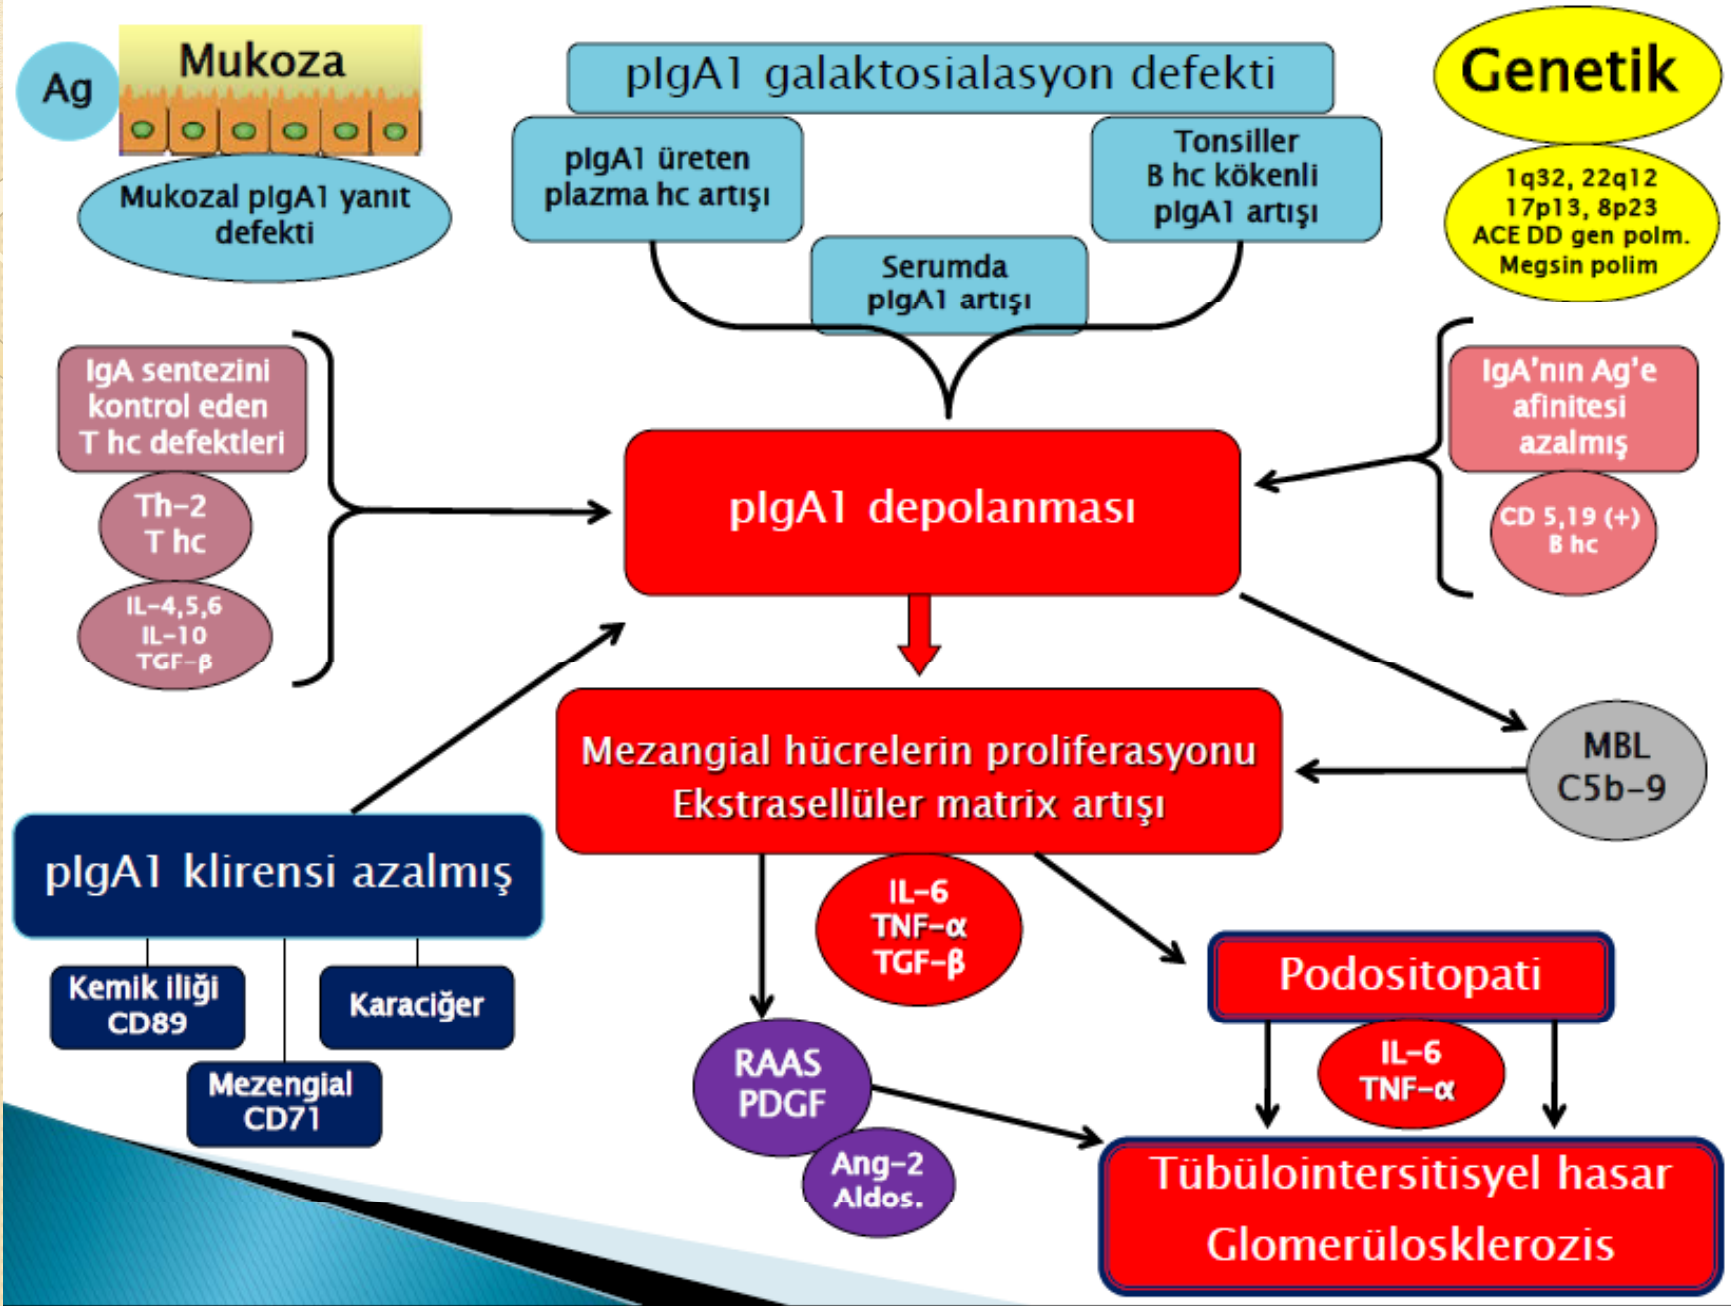 Ag
Mukoza
Mukozal pIgA1 yanıt
defekti
pIgA1 galaktosialasyon defekti
pIgA1 üreten
plazma hc artışı
Tonsiller
B hc kökenli
pIgA1 artışı
Serumda
pIgA1 artışı
Genetik
1q32, 22q12
17p13, 8p23
ACE DD gen polm.
Megsin polim
IgA sentezini
kontrol eden
T hc defektleri
Th-2
T hc
IL-4,5,6
IL-10
TGF-β
pIgA1 depolanması
IgA'nın Ag'e
afinitesi
azalmış
CD 5,19 (+)
B hc
Mezangial hücrelerin proliferasyonu
Ekstrasellüler matrix artışı
MBL
C5b-9
pIgA1 klirensi azalmış
Kemik iliği
CD89
Karaciğer
Mezengial
CD71
IL-6
TNF-α
TGF-β
RAAS
PDGF
Ang-2
Aldos.
Podositopati
IL-6
TNF-α
Tübülointersitisyel hasar
Glomerülosklerozis